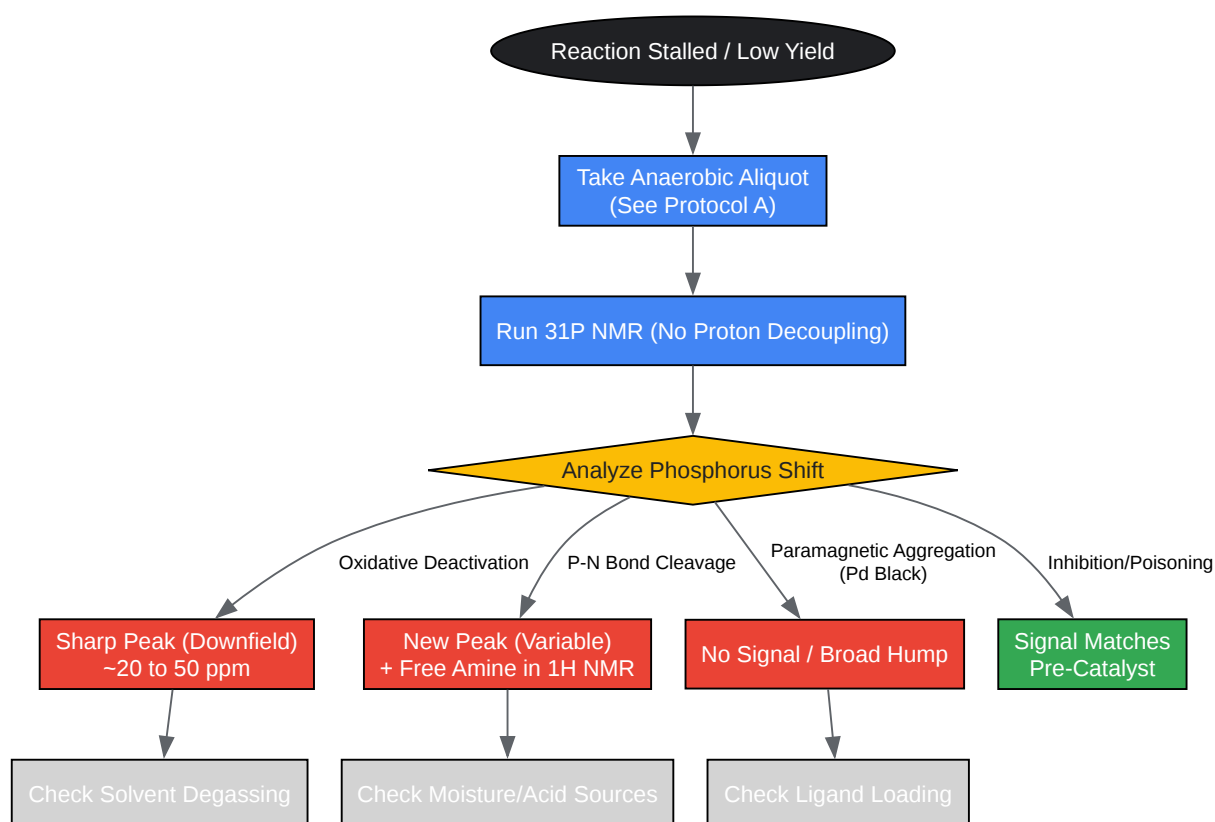 Reaction Stalled / Low Yield
Take Anaerobic Aliquot
(See Protocol A)
Run 31P NMR (No Proton Decoupling)
Analyze Phosphorus Shift
Oxidative Deactivation
P-N Bond Cleavage
Paramagnetic Aggregation
(Pd Black)
Inhibition/Poisoning
Sharp Peak (Downfield)
~20 to 50 ppm
New Peak (Variable)
+ Free Amine in 1H NMR
No Signal / Broad Hump
Signal Matches
Pre-Catalyst
Check Solvent Degassing
Check Moisture/Acid Sources
Check Ligand Loading